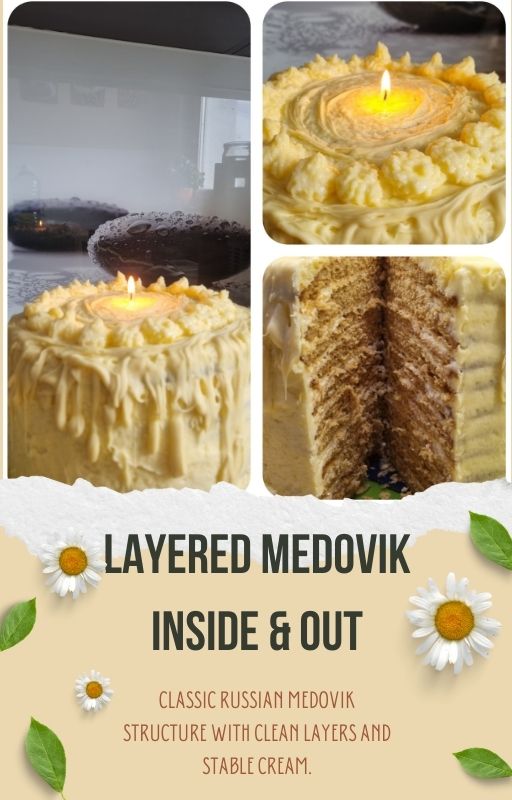 LAYERED MEDOVIK
INSIDE & OUT
CLASSIC RUSSIAN MEDOVIK
STRUCTURE WITH CLEAN LAYERS AND
STABLE CREAM.